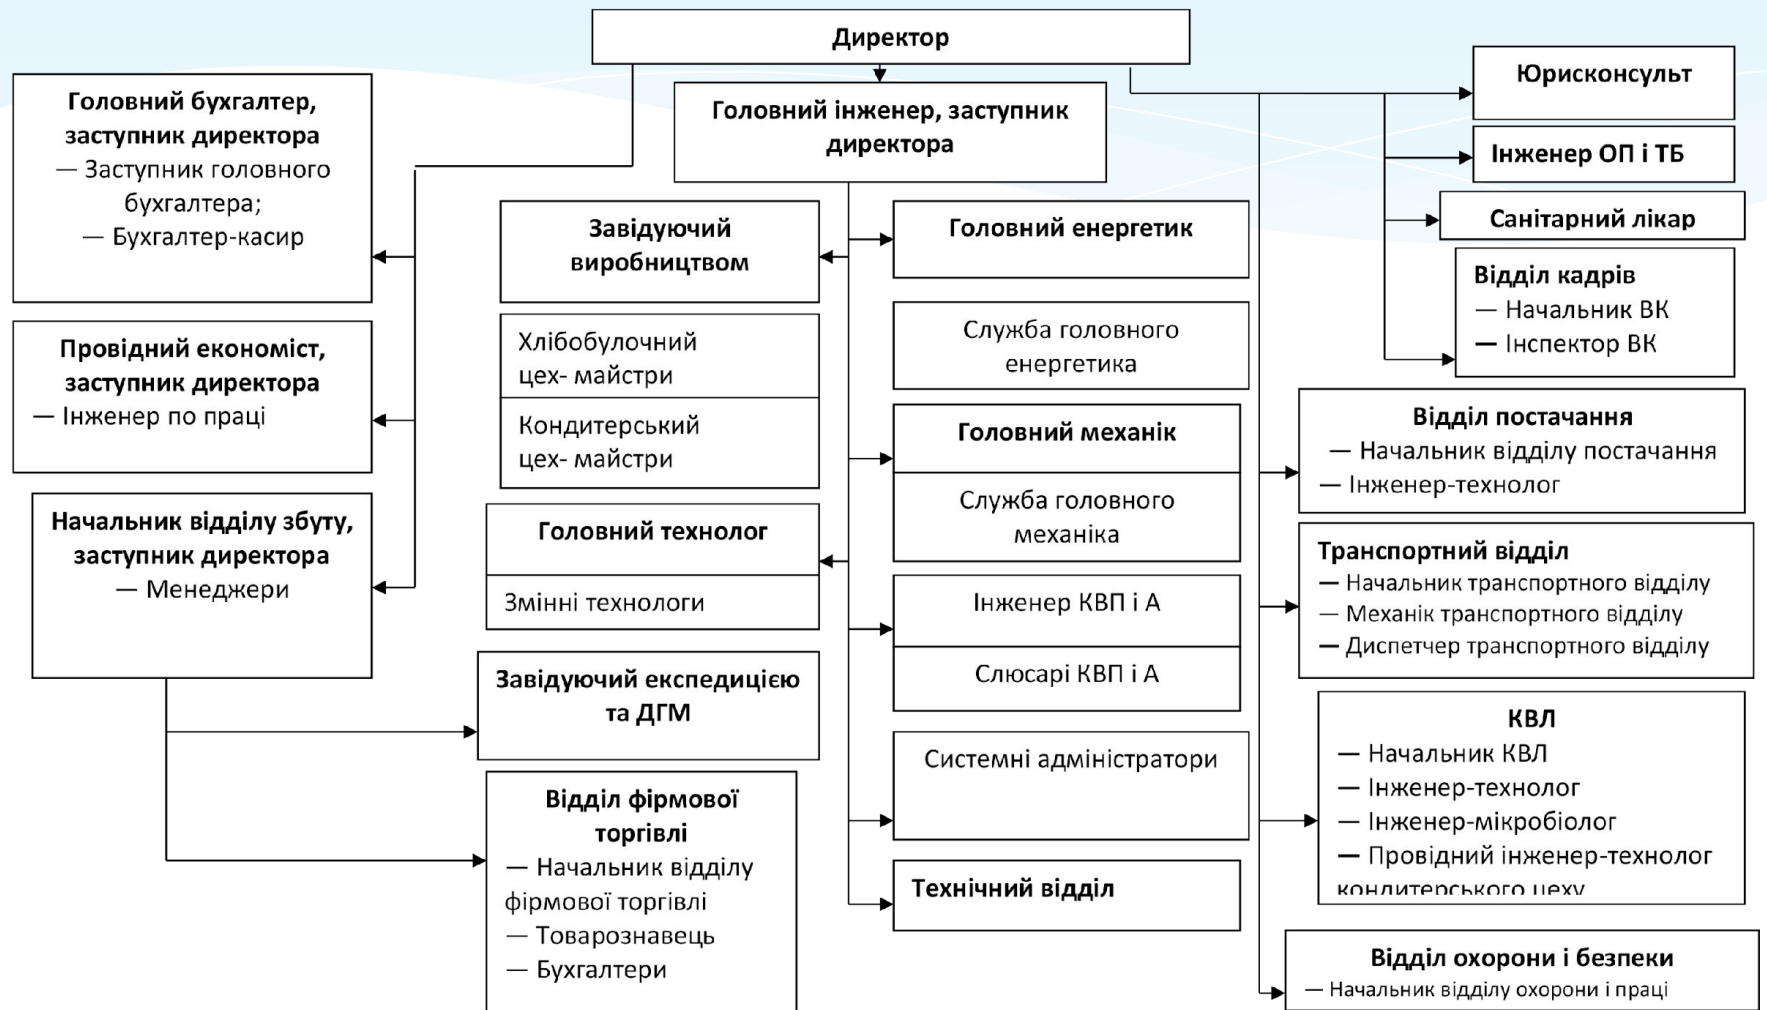 Директор
Головний бухгалтер,
заступник директора
— Заступник головного
бухгалтера;
— Бухгалтер-касир
Провідний економіст,
заступник директора
— Інженер по праці
Начальник відділу збуту,
заступник директора
— Менеджери
Головний інженер, заступник
директора
Завідуючий
виробництвом
Хлібобулочний
цех- майстри
Кондитерський
цех- майстри
Головний технолог
Змінні технологи
Завідуючий експедицією
та ДГМ
Відділ фірмової
торгівлі
— Начальник відділу
фірмової торгівлі
— Товарознавець
— Бухгалтери
Головний енергетик
Служба головного
енергетика
Головний механік
Служба головного
механіка
Інженер КВП і А
Слюсарі КВП і А
Системні адміністратори
Технічний відділ
Юрисконсульт
Інженер ОП і ТБ
Санітарний лікар
Відділ кадрів
— Начальник ВК
— Інспектор ВК
Відділ постачання
— Начальник відділу постачання
— Інженер-технолог
Транспортний відділ
— Начальник транспортного відділу
— Механік транспортного відділу
— Диспетчер транспортного відділу
КВЛ
— Начальник КВЛ
— Інженер-технолог
— Інженер-мікробіолог
— Провідний інженер-технолог
кондитерського цеху
Відділ охорони і безпеки
— Начальник відділу охорони і праці